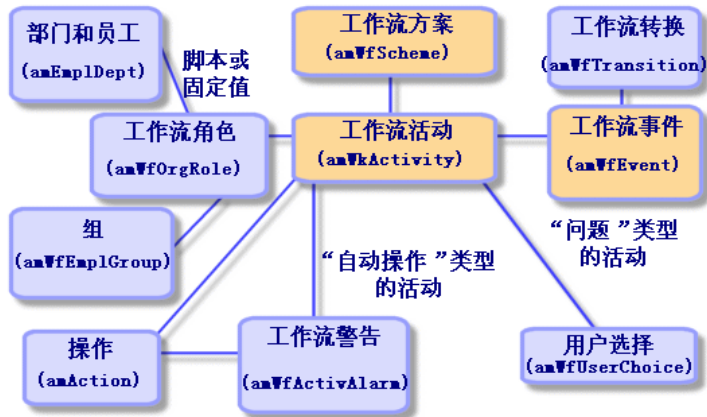 部门和员工
(amEmplDept)
脚本或
固定值
工作流方案
(amWfScheme)
工作流转换
(amWfTransition)
工作流角色
(amWfOrgRole)
工作流活动
(amWkActivity)
工作流事件
(amWfEvent)
组
(amWfEmplGroup)
“自动操作”类型
的活动
“问题”类型
的活动
操作
(amAction)
工作流警告
(amWfActivAlarm)
用户选择
(amWfUserChoice)